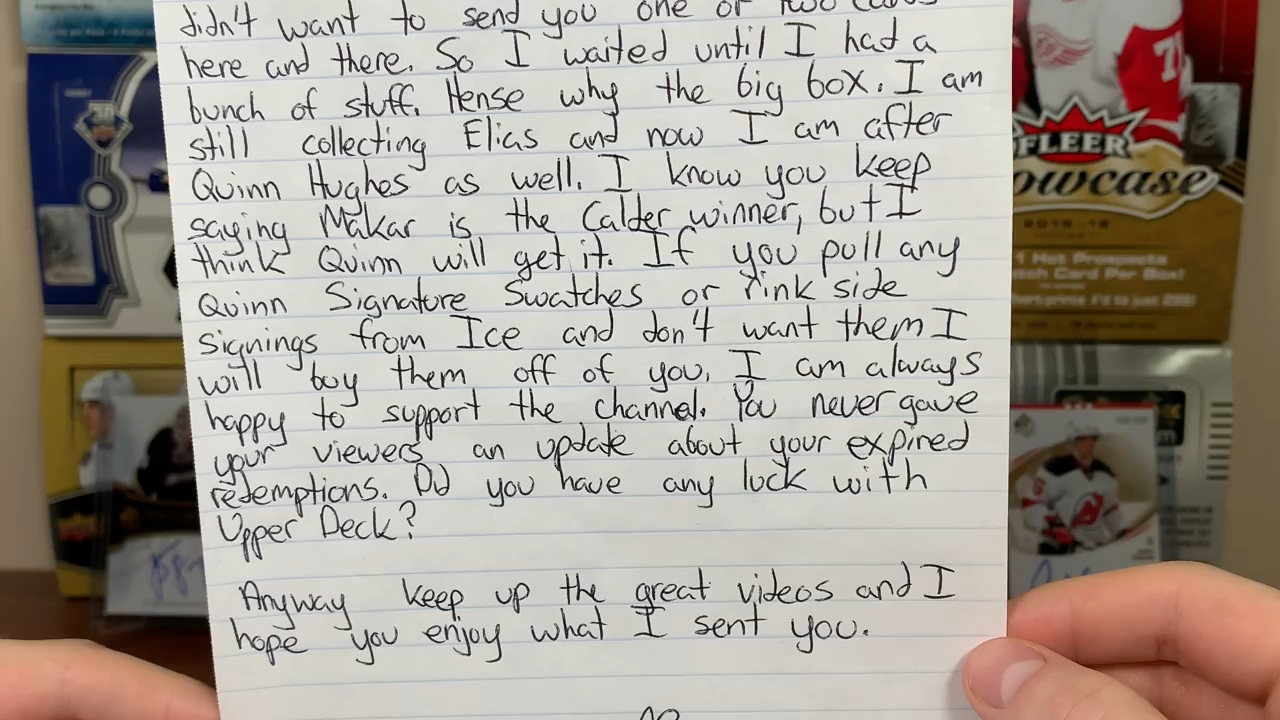 didn't want to send you one or two cards
here and there. So I waited until I had a
bunch of stuff. Hense why the big box. I am
still collecting Elias and now I am after
Quinn Hughes as well. I know you keep
saying Makar is the Calder winner, but I
think Quinn will get it. If you pull any
Quinn Signature Swatches or rink side
signings from Ice and don't want them I
will buy them off of you. I am always
happy to support the channel. You never gave
your viewers an update about your expired
redemptions. Did you have any luck with
Upper Deck?
Anyway keep up the great videos and I
hope you enjoy what I sent you.
FLEER
Showcase